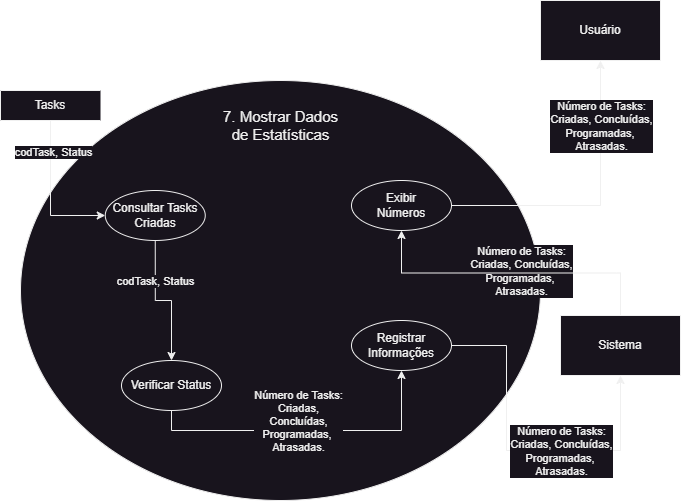 Usuário
Tasks
Número de Tasks:
Criadas, Concluídas,
Programadas,
Atrasadas.
7. Mostrar Dados
de Estatísticas
codTask, Status
Consultar Tasks
Criadas
Exibir
Números
Número de Tasks:
Criadas, Concluídas,
Programadas,
Atrasadas.
codTask, Status
Registrar
Informações
Sistema
Verificar Status
Número de Tasks:
Criadas,
Concluídas,
Programadas,
Atrasadas.
Número de Tasks:
Criadas, Concluídas,
Programadas,
Atrasadas.